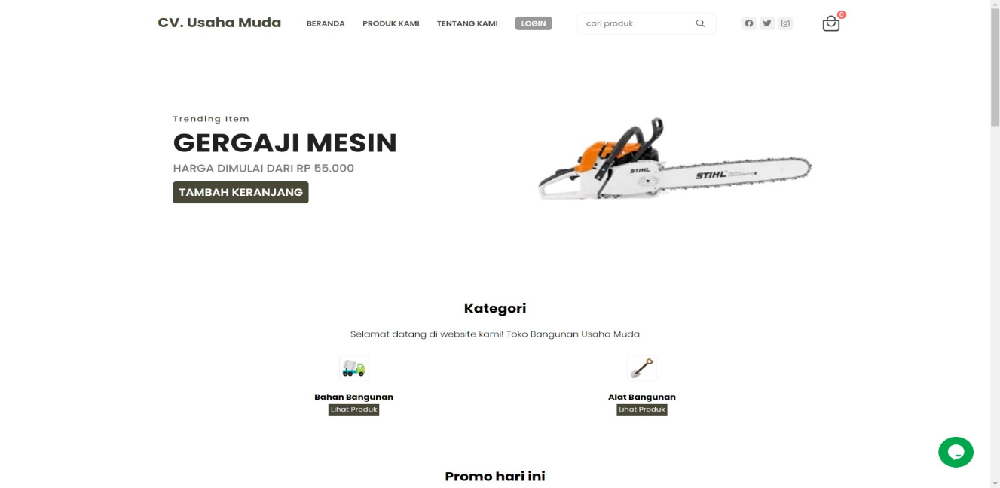 CV. Usaha Muda
BERANDA PRODUK KAMI TENTANG KAMI LOGIN cari produk 0
Trending Item
GERGAJI MESIN
HARGA DIMULAI DARI RP 55.000
TAMBAH KERANJANG
STIHL STIHL
Kategori
Selamat datang di website kami! Toko Bangunan Usaha Muda
Bahan Bangunan Alat Bangunan
Lihat Produk Lihat Produk
Promo hari ini